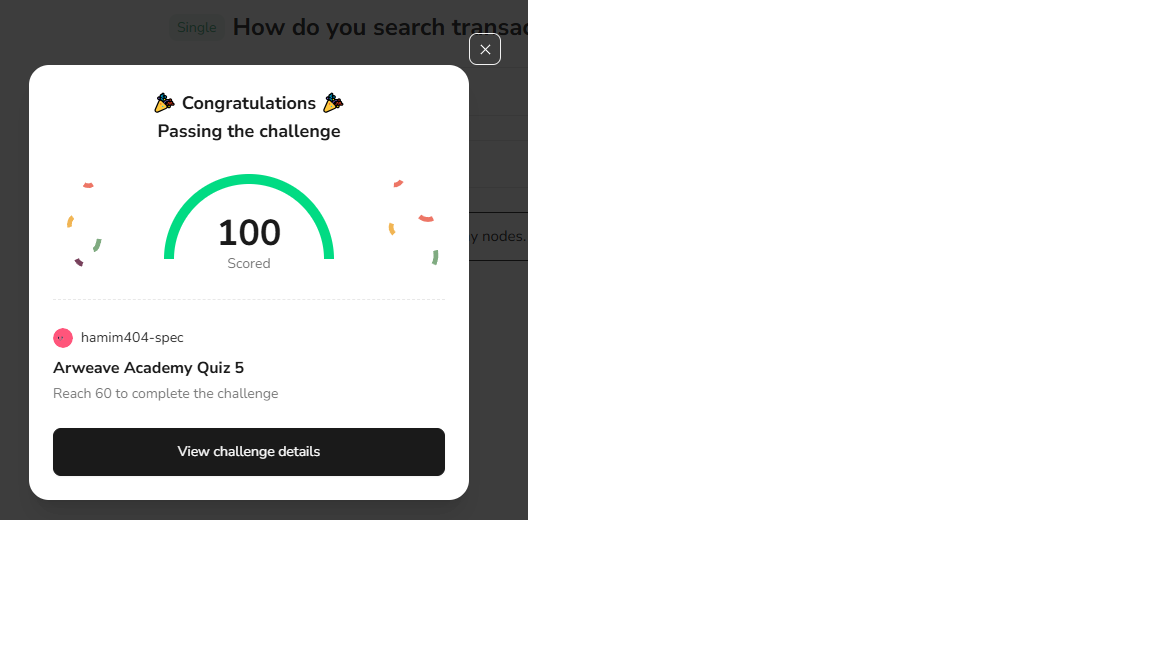 Single How do you search transac
Congratulations
Passing the challenge
100
Scored
y nodes.
hamim404-spec
Arweave Academy Quiz 5
Reach 60 to complete the challenge
View challenge details